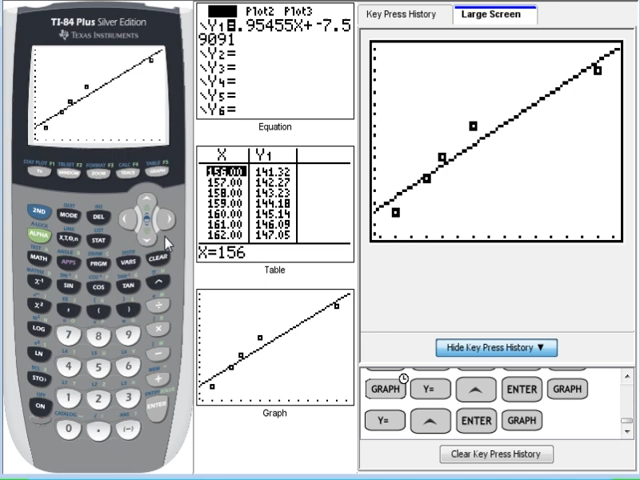 TI-84 Plus Silver Edition
TEXAS INSTRUMENTS
STAT PLOT F1 TBLSET F2 FORMAT F3 CALC F4 TABLE F5
Y= WINDOW ZOOM TRACE GRAPH
2ND MODE DEL
ALPHA X,T,Θ,n STAT
MATH APPS PRGM VARS CLEAR
SIN COS TAN ^
, ( ) ÷
LOG 7 8 9 ×
LN 4 5 6 −
STO 1 2 3 +
ON 0 . (−) ENTER
Plot2 Plot3
\Y1=.95455X+-7.5
9091
\Y2=
\Y3=
\Y4=
\Y5=
\Y6=
Equation
X Y1
156.00 141.32
157.00 142.27
158.00 143.23
159.00 144.18
160.00 145.14
161.00 146.09
162.00 147.05
X=156
Table
Graph
Key Press History Large Screen
Hide Key Press History ▼
GRAPH Y= ENTER GRAPH
Y= ENTER GRAPH
Clear Key Press History